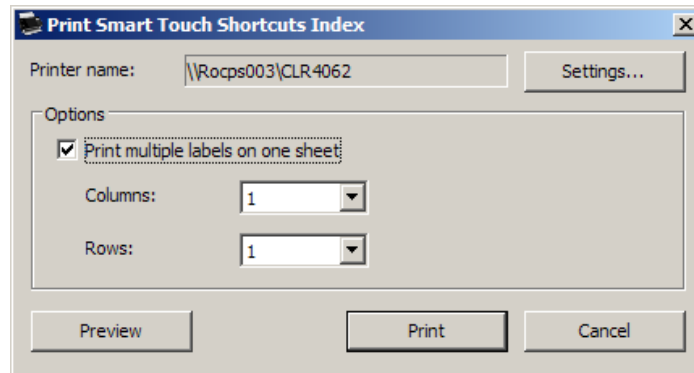 Print Smart Touch Shortcuts Index
Printer name: \\Rocps003\CLR4062 Settings...
Options
Print multiple labels on one sheet
Columns: 1
Rows: 1
Preview Print Cancel